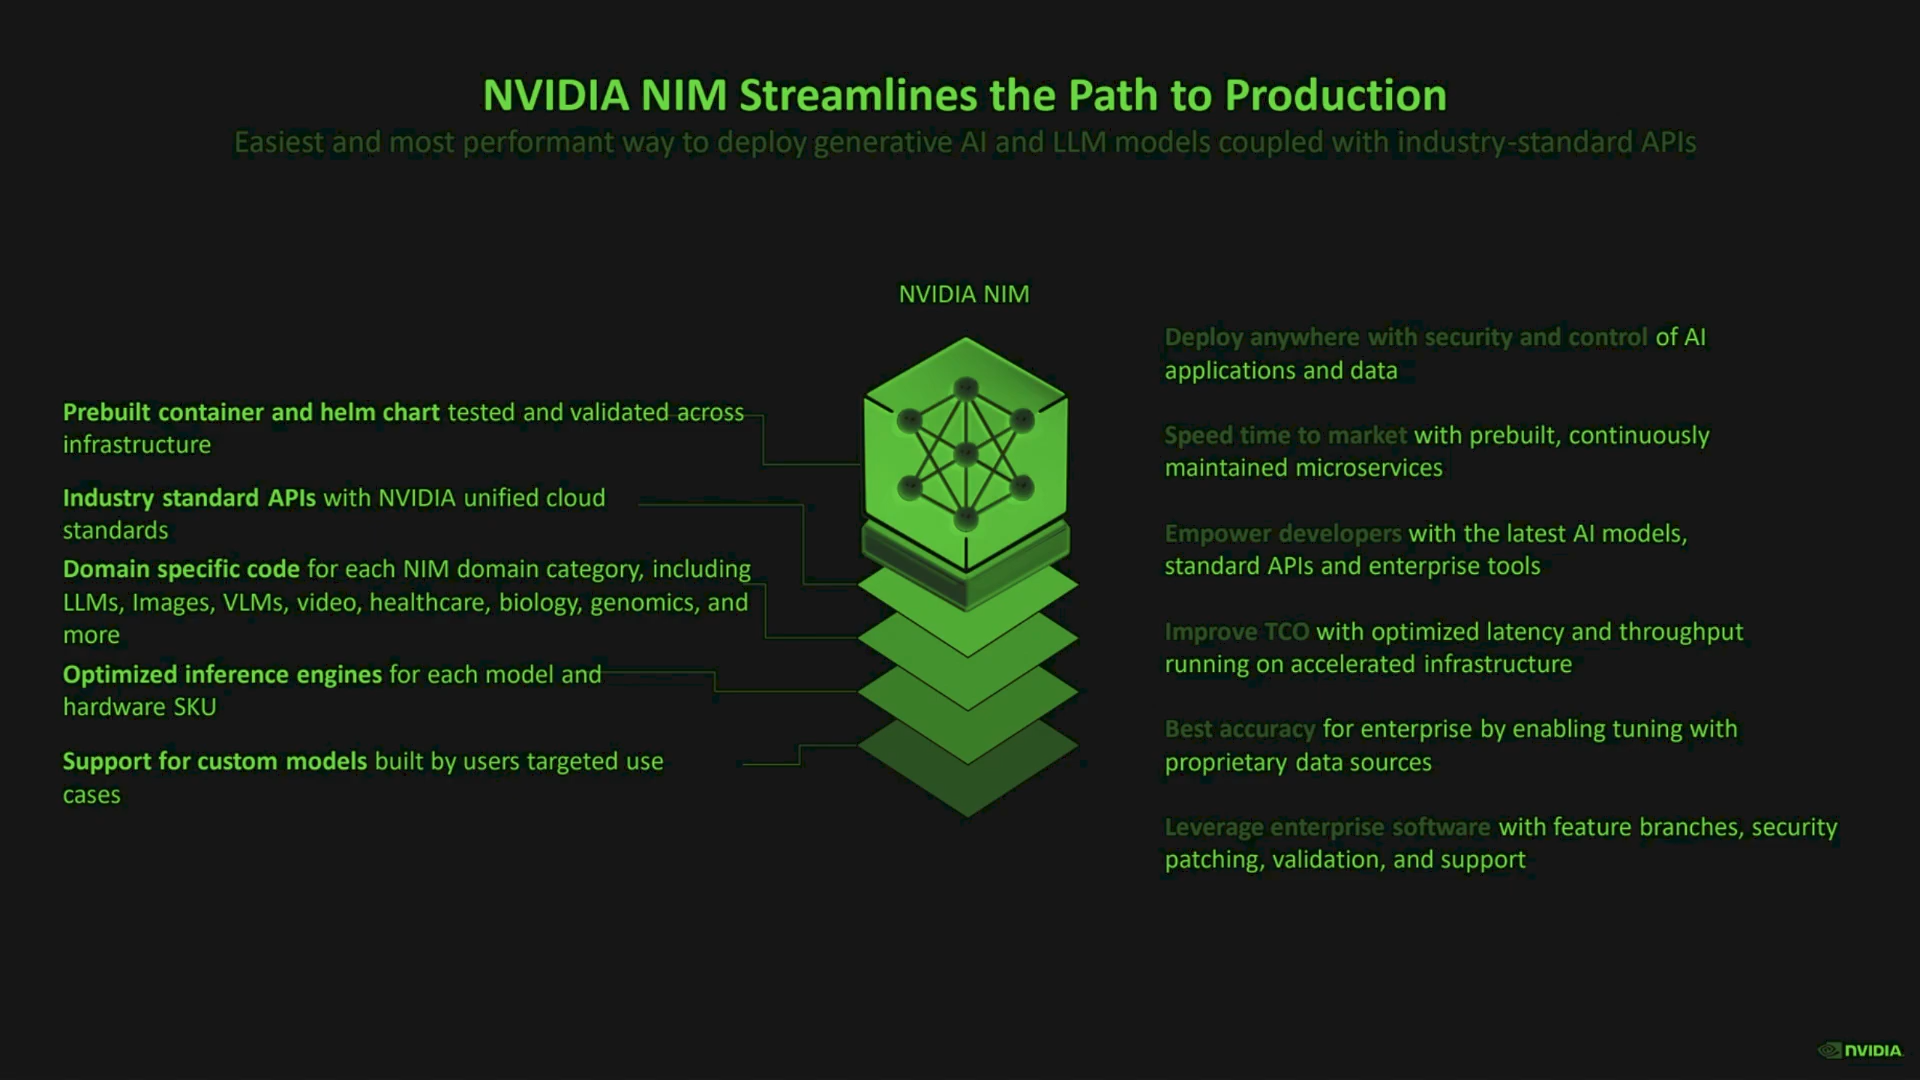 NVIDIA NIM Streamlines the Path to Production
Easiest and most performant way to deploy generative AI and LLM models coupled with industry-standard APIs
NVIDIA NIM
Prebuilt container and helm chart tested and validated across
infrastructure
Industry standard APIs with NVIDIA unified cloud
standards
Domain specific code for each NIM domain category, including
LLMs, Images, VLMs, video, healthcare, biology, genomics, and
more
Optimized inference engines for each model and
hardware SKU
Support for custom models built by users targeted use
cases
Deploy anywhere with security and control of AI
applications and data
Speed time to market with prebuilt, continuously
maintained microservices
Empower developers with the latest AI models,
standard APIs and enterprise tools
Improve TCO with optimized latency and throughput
running on accelerated infrastructure
Best accuracy for enterprise by enabling tuning with
proprietary data sources
Leverage enterprise software with feature branches, security
patching, validation, and support
NVIDIA